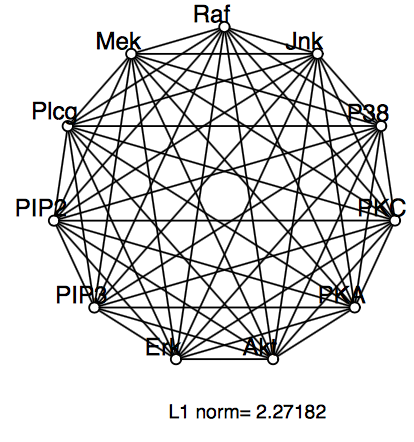 Raf
Mek
Jnk
Plcg
P38
PIP2
PKC
PIP3
PKA
Erk
Akt
L1 norm= 2.27182